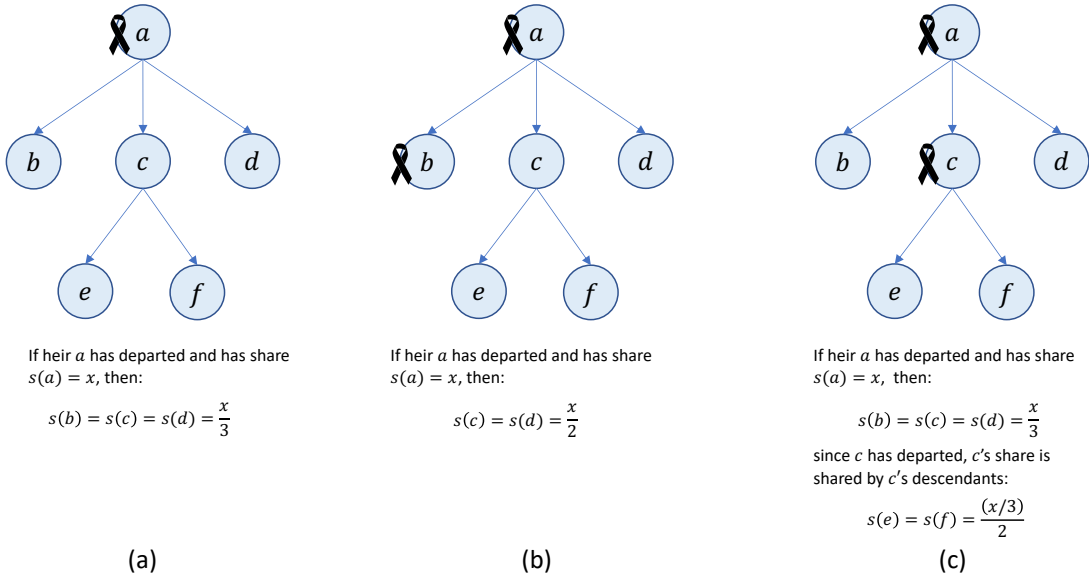 a
b
c
d
e
f
If heir a has departed and has share
s(a) = x, then:
s(b) = s(c) = s(d) = x/3
(a)
a
b
c
d
e
f
If heir a has departed and has share
s(a) = x, then:
s(c) = s(d) = x/2
(b)
a
b
c
d
e
f
If heir a has departed and has share
s(a) = x, then:
s(b) = s(c) = s(d) = x/3
since c has departed, c's share is
shared by c's descendants:
s(e) = s(f) = (x/3)/2
(c)